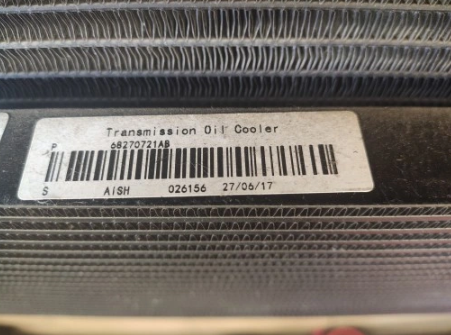 Transmission Oil Cooler
P 68270721AB
S AISH 026156 27/06/17